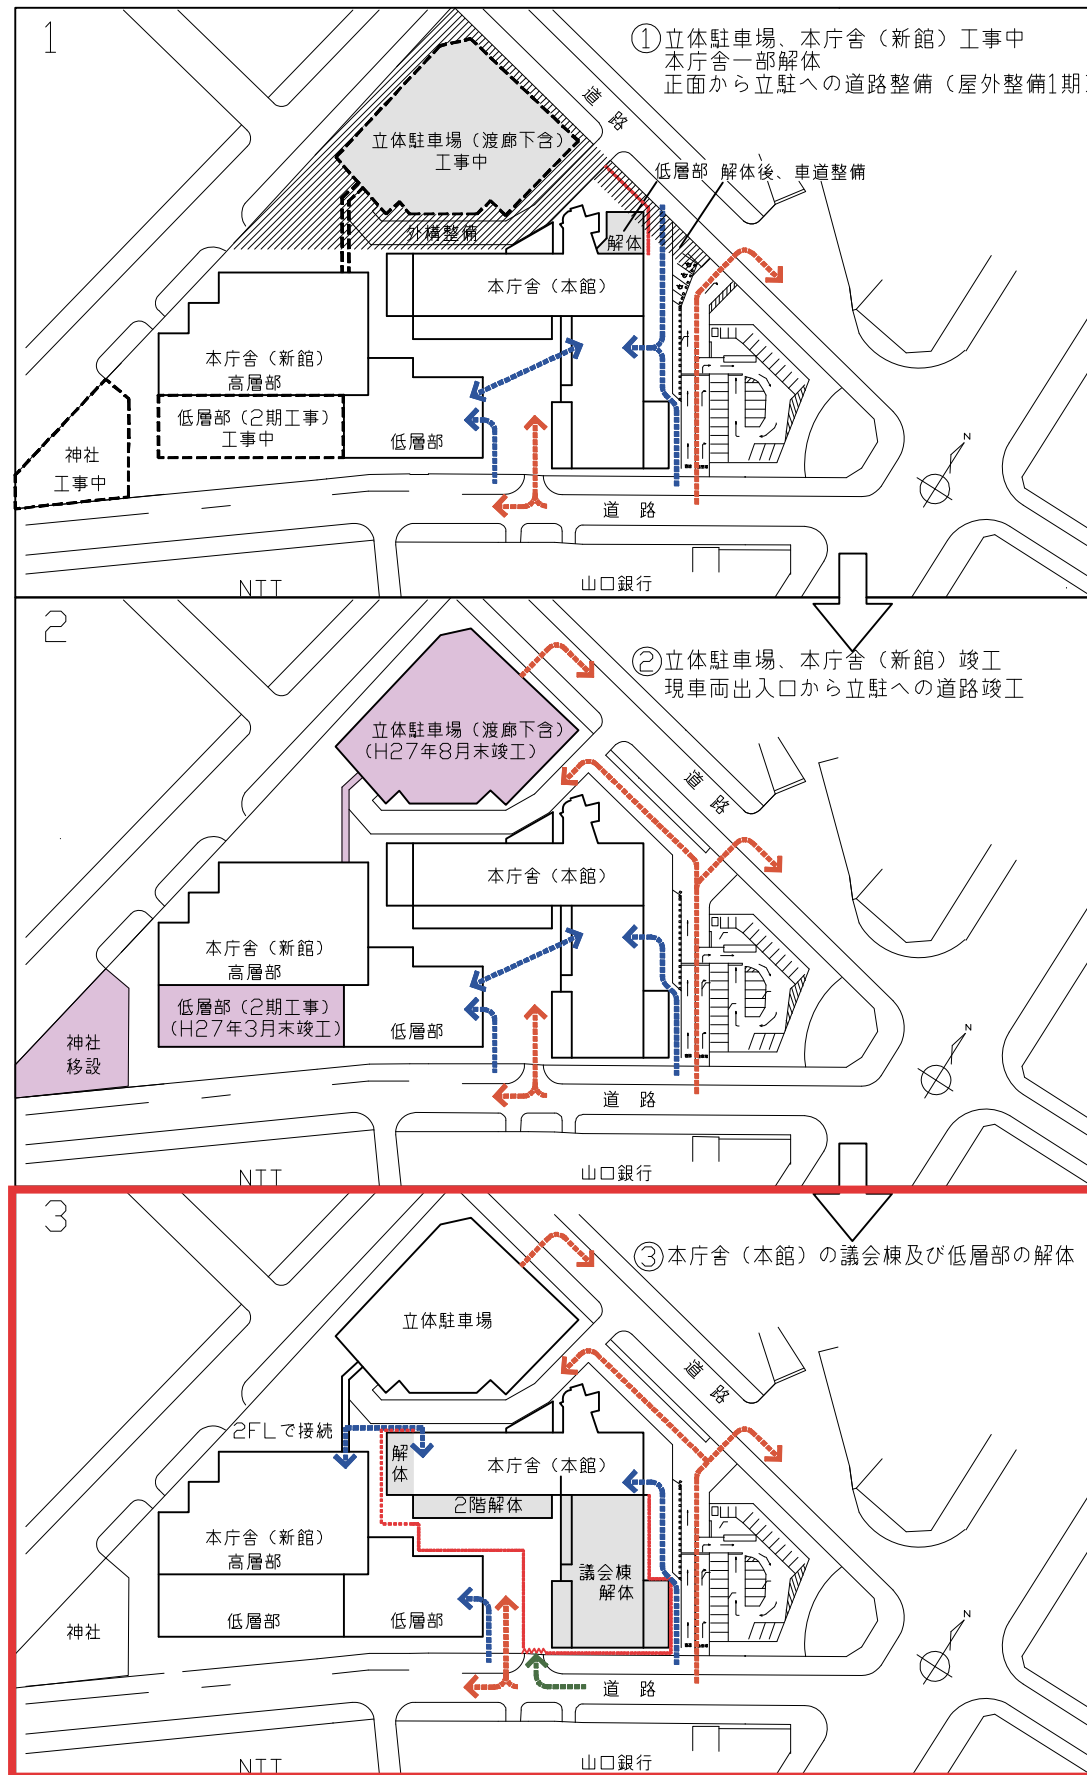 1
①立体駐車場、本庁舎（新館）工事中
本庁舎一部解体
正面から立駐への道路整備（屋外整備1期
道路
立体駐車場（渡廊下含）
工事中
低層部 解体後、車道整備
外構整備
解体
本庁舎（本館）
本庁舎（新館）
高層部
低層部（2期工事）
工事中
低層部
神社
工事中
N
道路
NTT
山口銀行
2
②立体駐車場、本庁舎（新館）竣工
現車両出入口から立駐への道路竣工
立体駐車場（渡廊下含）
（H27年8月末竣工）
道路
本庁舎（本館）
本庁舎（新館）
高層部
低層部（2期工事）
（H27年3月末竣工）
低層部
神社
移設
N
道路
NTT
山口銀行
3
③本庁舎（本館）の議会棟及び低層部の解体
立体駐車場
道路
2FLで接続
解体
本庁舎（本館）
2階解体
本庁舎（新館）
高層部
議会棟
解体
低層部
低層部
神社
N
道路
NTT
山口銀行